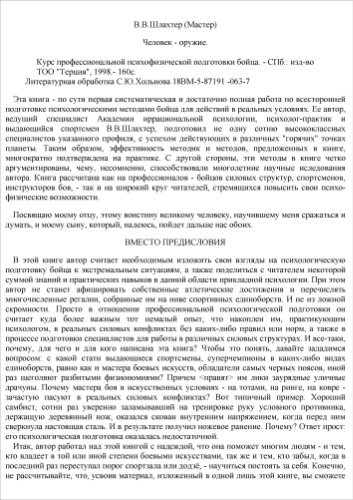 В.В.Шлахтер (Мастер)
Человек - оружие.
Курс профессиональной психофизической подготовки бойца. - СПб.: изд-во
ТОО "Терция", 1998.- 160с.
Литературная обработка С.Ю.Хольнова 18BM-5-87191 -063-7
Эта книга - по сути первая систематическая и достаточно полная работа по всесторонней
подготовке психологическими методами бойца для действий в реальных условиях. Ее автор,
ведущий специалист Академии иррациональной психологии, психолог-практик и
выдающийся спортсмен В.В.Шлахтер, подготовил не одну сотню высококлассных
специалистов указанного профиля, с успехом действующих в различных "горячих" точках
планеты. Таким образом, эффективность методик и методов, предложенных в книге,
многократно подтверждена на практике. С другой стороны, эти методы в книге четко
аргументированы, чему, несомненно, способствовали многолетние научные исследования
автора. Книга рассчитана как на профессионалов - бойцов силовых структур, спортсменов,
инструкторов боя, - так и на широкий круг читателей, стремящихся повысить свои психо-
физические возможности.
Посвящаю моему отцу, этому воистину великому человеку, научившему меня сражаться и
думать, и моему сыну, который, надеюсь, пойдет дальше нас обоих.
ВМЕСТО ПРЕДИСЛОВИЯ
В этой книге автор считает необходимым изложить свои взгляды на психологическую
подготовку бойца к экстремальным ситуациям, а также поделиться с читателем некоторой
суммой знаний и практических навыков в данной области прикладной психологии. При этом
автор не станет афишировать собственные достижения и перечислять
многочисленные регалии, собранные им на ниве спортивных единоборств. И не из ложной
скромности. Просто в отношении профессиональной психологической подготовки он
считает куда более важным тот немалый опыт, что накоплен им, практикующим
психологом, в реальных силовых конфликтах без каких-либо правил или норм, а также в
процессе подготовки специалистов для работы в различных силовых структурах. И все-таки,
почему, для чего и для кого написана эта книга? Чтобы это понять, давайте зададимся
вопросом: с какой стати выдающиеся спортсмены, суперчемпионы в каких-либо видах
единоборств, равно как и мастера боевых искусств, обладатели самых черных поясов, иной
раз щеголяют разбитыми физиономиями? Причем <правят> им лики заурядные уличные
драчуны. Почему мастера боя в искусственных условиях - на тотами, на ринге, на ковре -
зачастую пасуют в реальных силовых конфликтах? Вот типичный пример. Хороший
самбист, сотни раз уверенно заламывавший на тренировке руку условного противника,
держащую деревянный нож, оказался скован внутренним напряжением, когда перед ним
сверкнула настоящая сталь. И в результате получил ножевое ранение. Почему? Ответ прост:
его психологическая подготовка оказалась недостаточной.
Итак, автор работал над этой книгой с надеждой, что она поможет многим людям - и тем,
кто владеет в той или иной степени боевыми искусствами, так же и тем, кто забыл, когда в
последний раз переступал порог спортзала или додзё, - научиться постоять за себя. Конечно,
не рассчитывайте, что, усвоив материал, изложенный в одной лишь этой книге, вы сможете